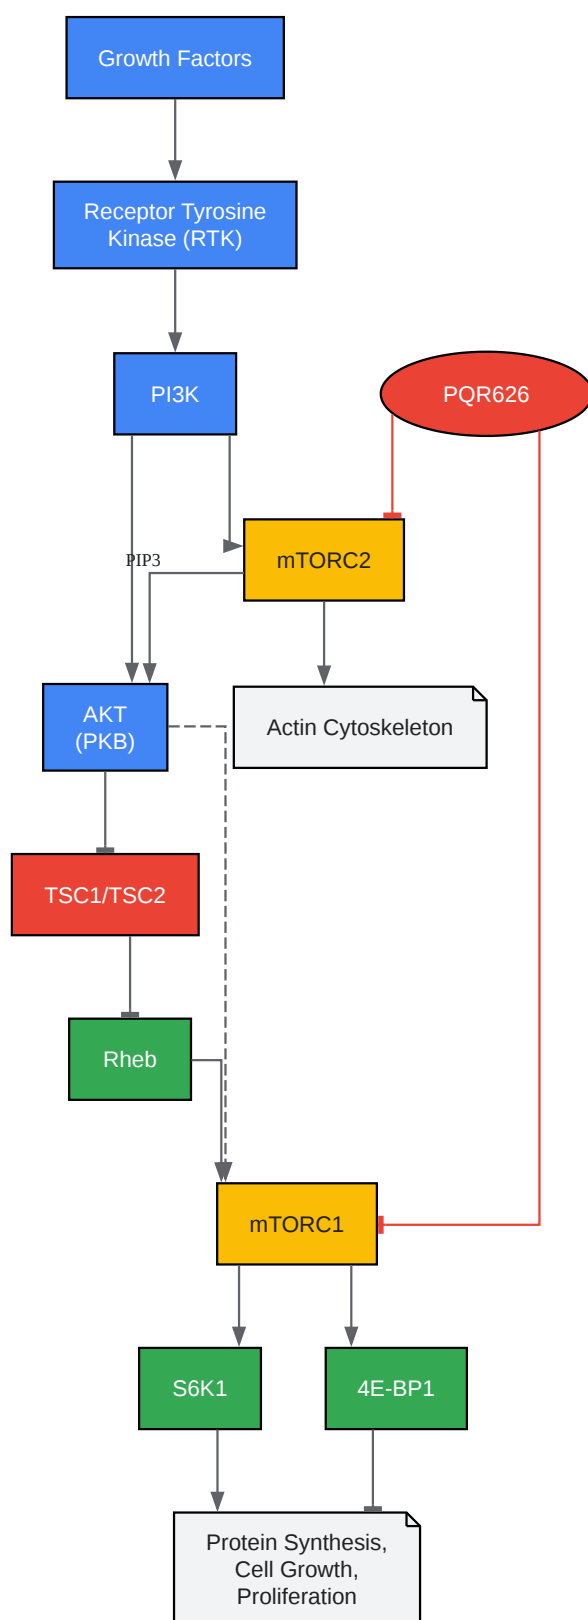 Growth Factors
Receptor Tyrosine
Kinase (RTK)
PI3K
PQR626
mTORC2
PIP3
AKT
(PKB)
Actin Cytoskeleton
TSC1/TSC2
Rheb
mTORC1
S6K1
4E-BP1
Protein Synthesis,
Cell Growth,
Proliferation